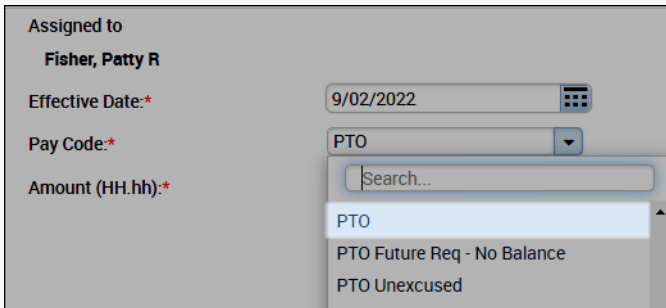 Assigned to
Fisher, Patty R
Effective Date:* 9/02/2022
Pay Code:* PTO
Amount (HH.hh):* Search...
PTO
PTO Future Req - No Balance
PTO Unexcused